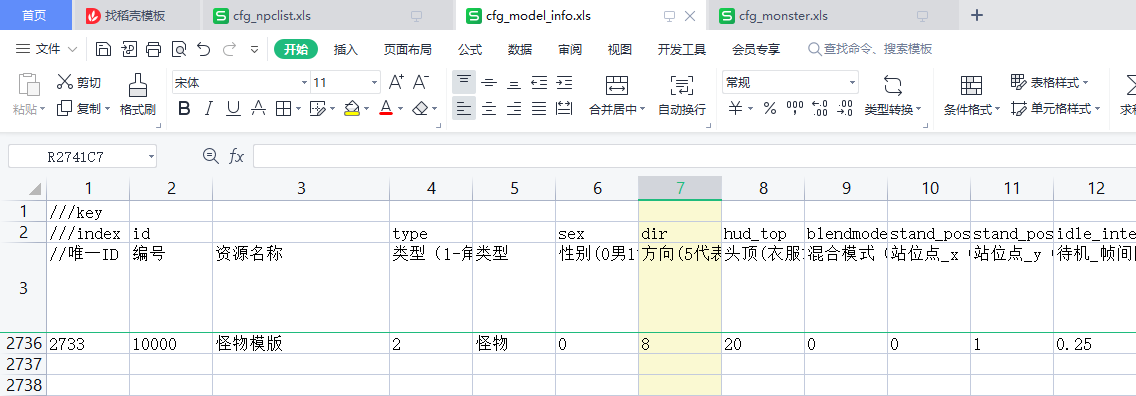 首页 找稻壳模板 cfg_npclist.xls cfg_model_info.xls cfg_monster.xls
文件 开始 插入 页面布局 公式 数据 审阅 视图 开发工具 会员专享 查找命令、搜索模板
粘贴 剪切 复制 格式刷 宋体 11 A+ A- 合并居中 自动换行 常规 类型转换 条件格式 表格样式 单元格样式
B I U A A ¥ % 000 ←.0 .00 .00 →.0
R2741C7 fx
1 2 3 4 5 6 7 8 9 10 11 12
1 ///key
2 ///index id type sex dir hud_top blendmode stand_pos stand_pos idle_inte
3 //唯一ID 编号 资源名称 类型（1-角 类型 性别(0男1 方向(5代表 头顶(衣服 混合模式（ 站位点_x 站位点_y 待机_帧间
2736 2733 10000 怪物模版 2 怪物 0 8 20 0 0 1 0.25
2737
2738